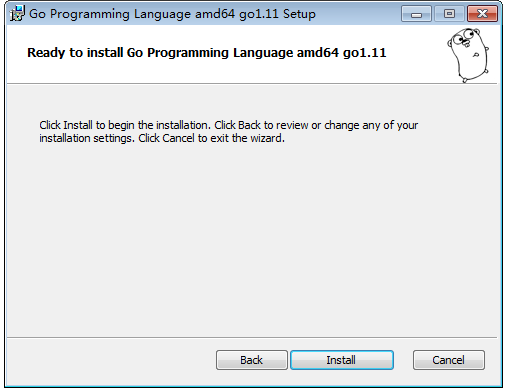 Go Programming Language amd64 go1.11 Setup
Ready to install Go Programming Language amd64 go1.11
Click Install to begin the installation. Click Back to review or change any of your
installation settings. Click Cancel to exit the wizard.
Back
Install
Cancel